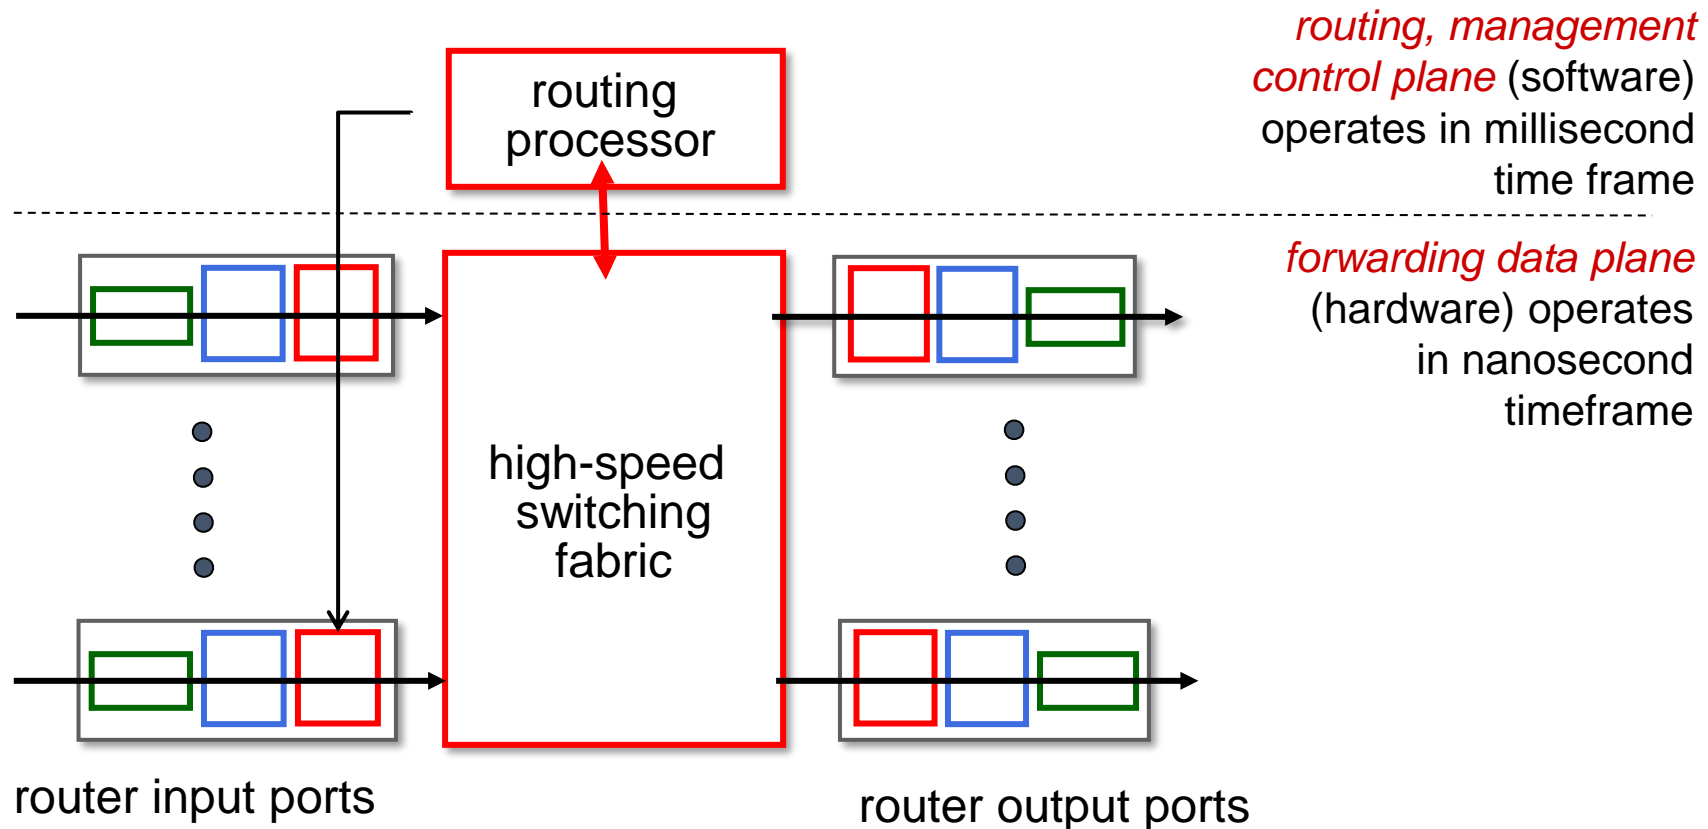 routing, management
control plane (software)
operates in millisecond
time frame
routing
processor
forwarding data plane
(hardware) operates
in nanosecond
timeframe
high-speed
switching
fabric
router input ports
router output ports